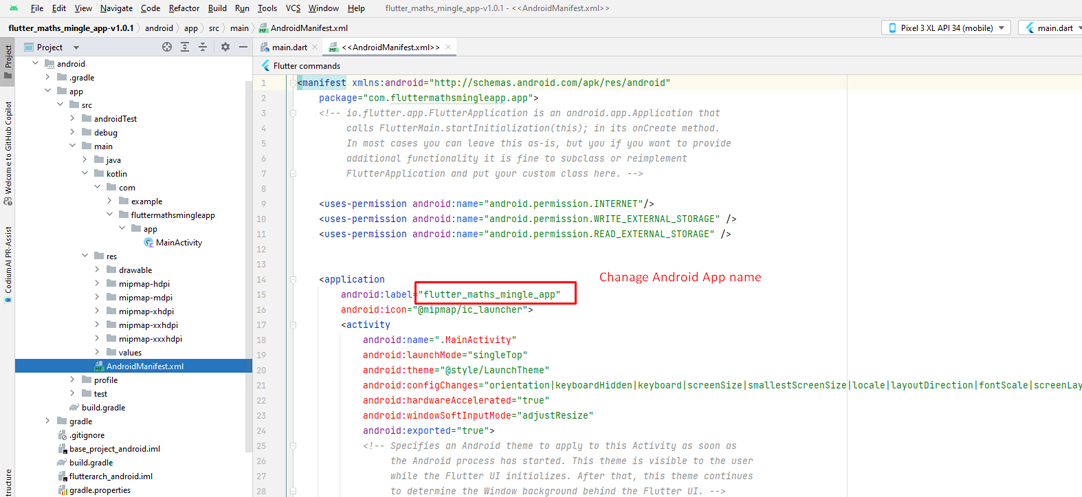 File Edit View Navigate Code Refactor Build Run Tools VCS Window Help flutter_maths_mingle_app-v1.0.1 - <<AndroidManifest.xml>>
flutter_maths_mingle_app-v1.0.1 android app src main AndroidManifest.xml Pixel 3 XL API 34 (mobile) main.dart
Project main.dart <<AndroidManifest.xml>>
Flutter commands
Project
Welcome to GitHub Copilot
CodiumAI PR-Assist
Structure
android
.gradle
app
src
androidTest
debug
main
java
kotlin
com
example
fluttermathsmingleapp
app
MainActivity
res
drawable
mipmap-hdpi
mipmap-mdpi
mipmap-xhdpi
mipmap-xxhdpi
mipmap-xxxhdpi
values
AndroidManifest.xml
profile
test
build.gradle
gradle
.gitignore
base_project_android.iml
build.gradle
flutterarch_android.iml
gradle.properties
1 <manifest xmlns:android="http://schemas.android.com/apk/res/android"
2 package="com.fluttermathsmingleapp.app">
3 <!-- io.flutter.app.FlutterApplication is an android.app.Application that
4 calls FlutterMain.startInitialization(this); in its onCreate method.
5 In most cases you can leave this as-is, but you if you want to provide
6 additional functionality it is fine to subclass or reimplement
7 FlutterApplication and put your custom class here. -->
8
9 <uses-permission android:name="android.permission.INTERNET"/>
10 <uses-permission android:name="android.permission.WRITE_EXTERNAL_STORAGE" />
11 <uses-permission android:name="android.permission.READ_EXTERNAL_STORAGE" />
12
13
14 <application
Chanage Android App name
15 android:label="flutter_maths_mingle_app"
16 android:icon="@mipmap/ic_launcher">
17 <activity
18 android:name=".MainActivity"
19 android:launchMode="singleTop"
20 android:theme="@style/LaunchTheme"
21 android:configChanges="orientation|keyboardHidden|keyboard|screenSize|smallestScreenSize|locale|layoutDirection|fontScale|screenLay
22 android:hardwareAccelerated="true"
23 android:windowSoftInputMode="adjustResize"
24 android:exported="true">
25 <!-- Specifies an Android theme to apply to this Activity as soon as
26 the Android process has started. This theme is visible to the user
27 while the Flutter UI initializes. After that, this theme continues
28 to determine the Window background behind the Flutter UI. -->